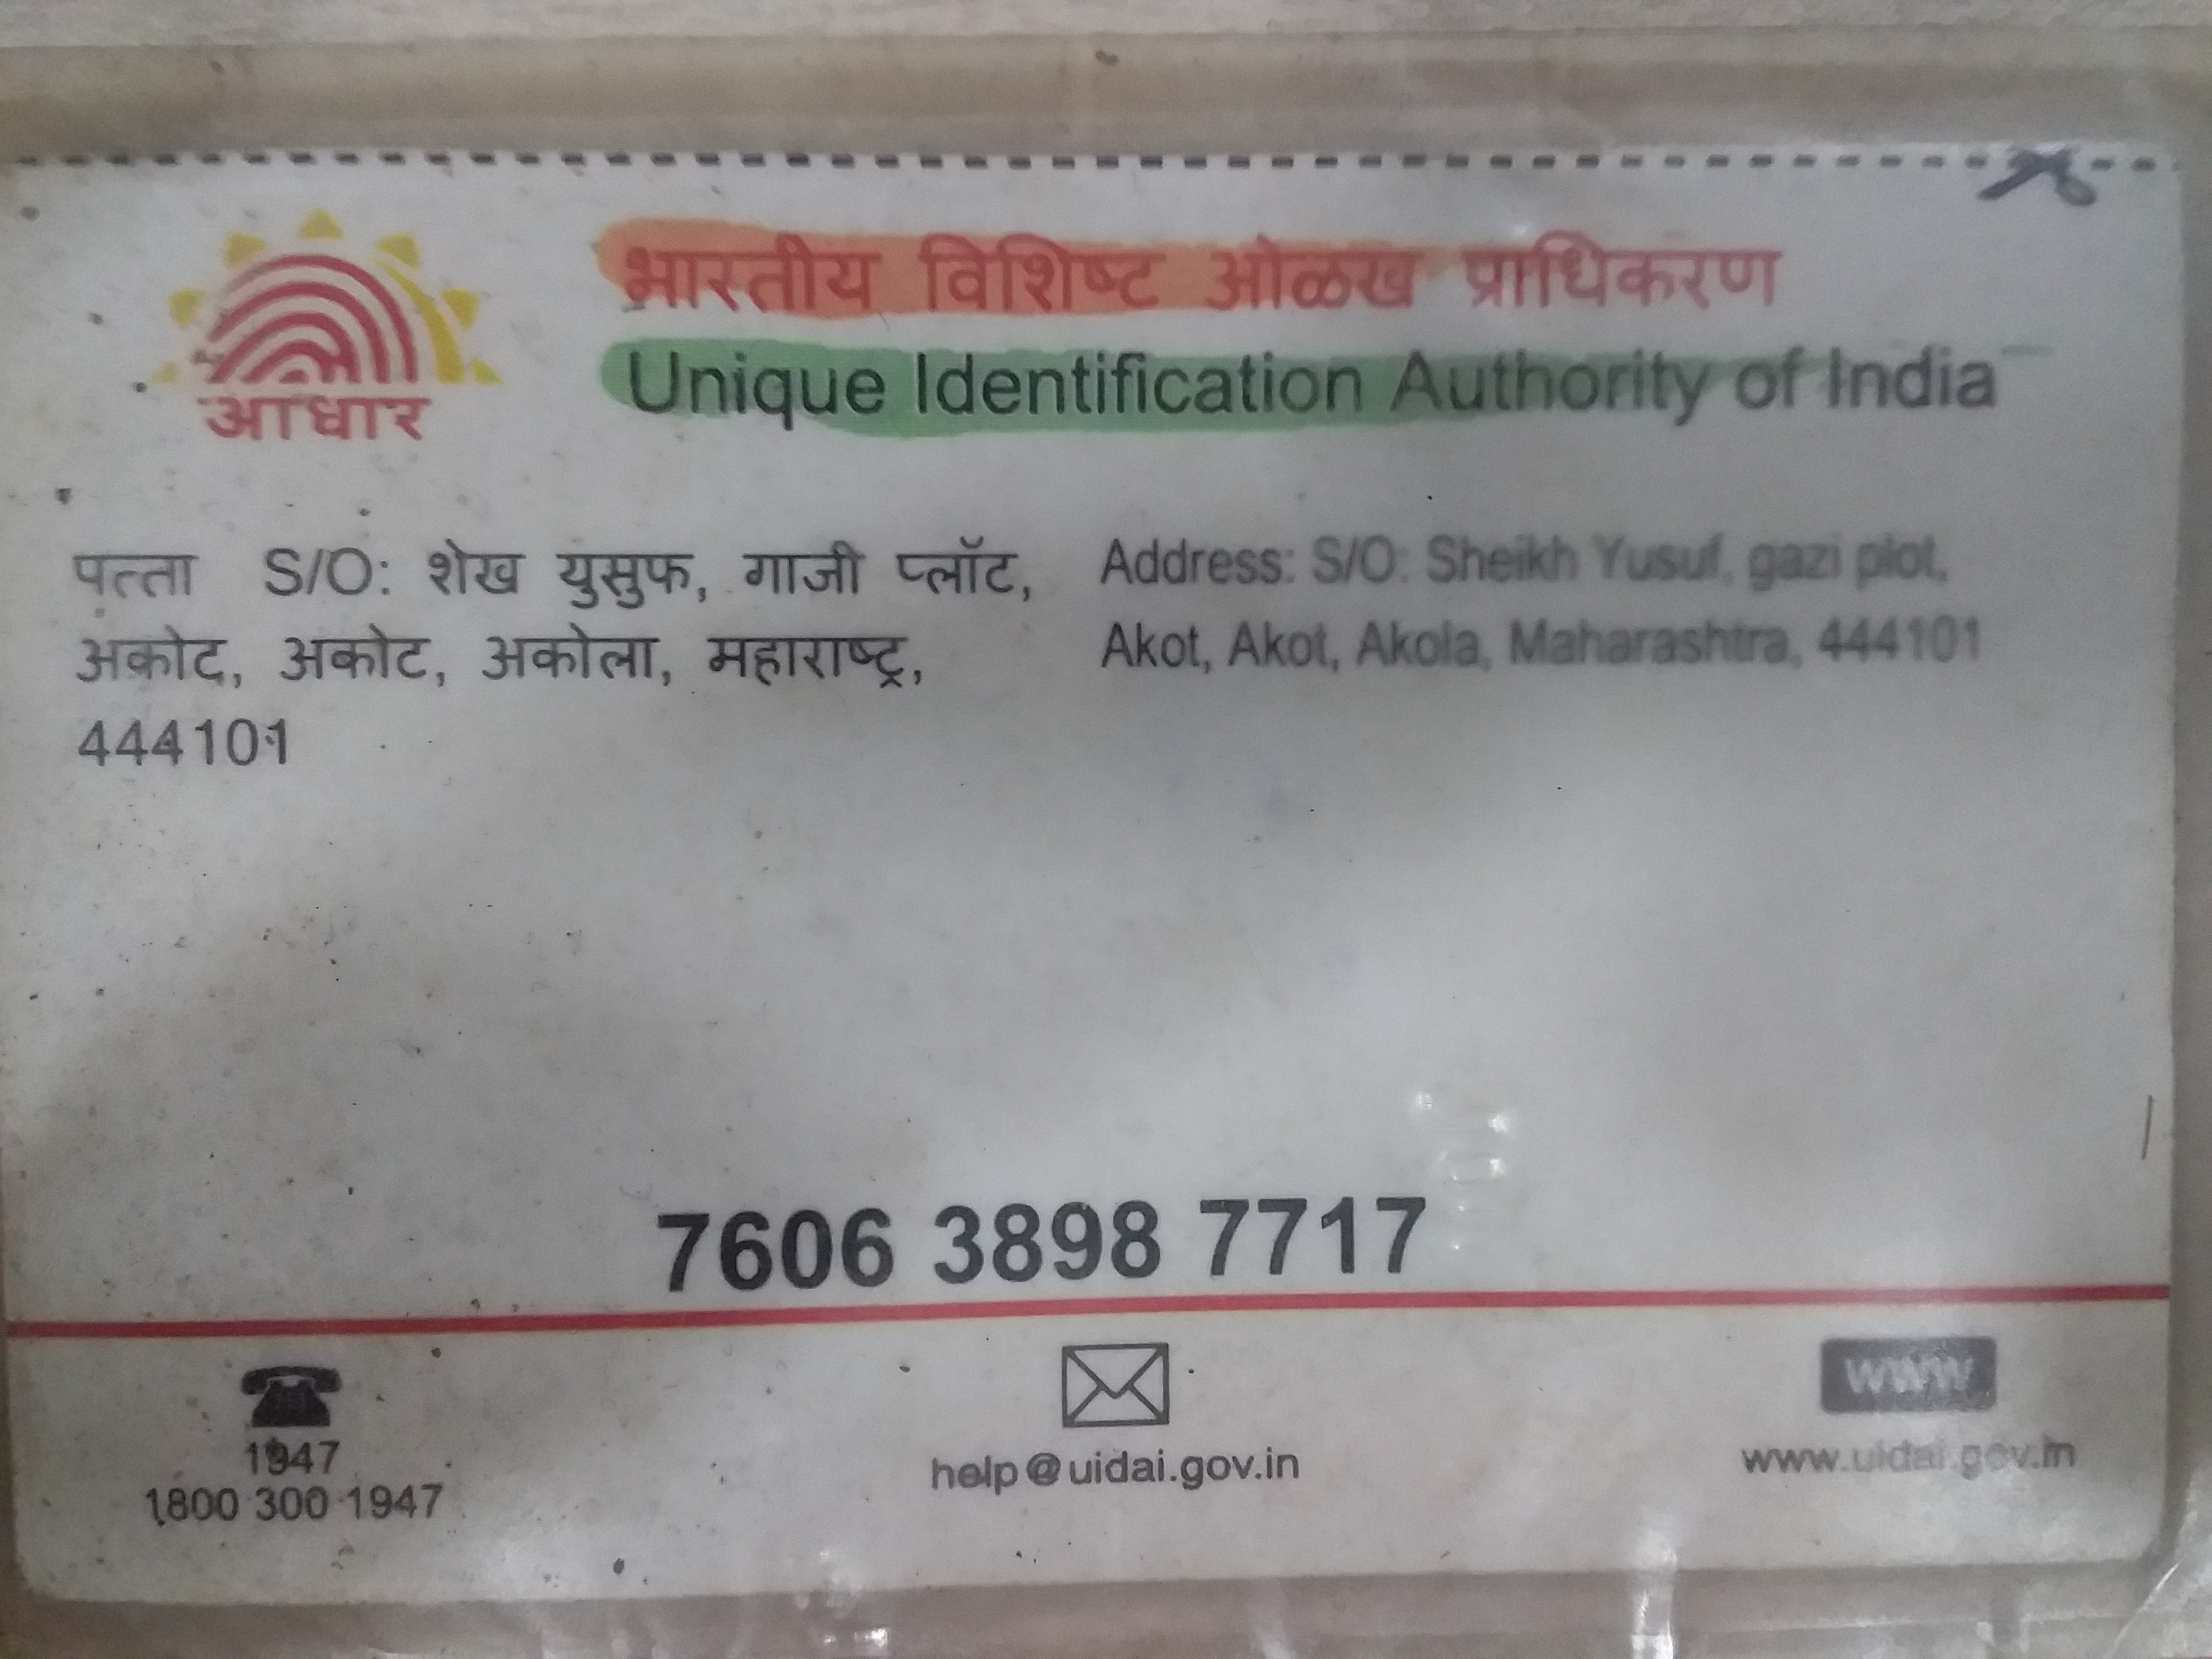 भारतीय विशिष्ट ओळख प्राधिकरण
Unique Identification Authority of India
आधार
पत्ता S/O: शेख युसुफ, गाजी प्लॉट,
अकोट, अकोट, अकोला, महाराष्ट्र,
444101
Address: S/O: Sheikh Yusuf, gazi plot,
Akot, Akot, Akola, Maharashtra, 444101
7606 3898 7717
1947
1800 300 1947
help@uidai.gov.in
www
www.uidai.gov.in